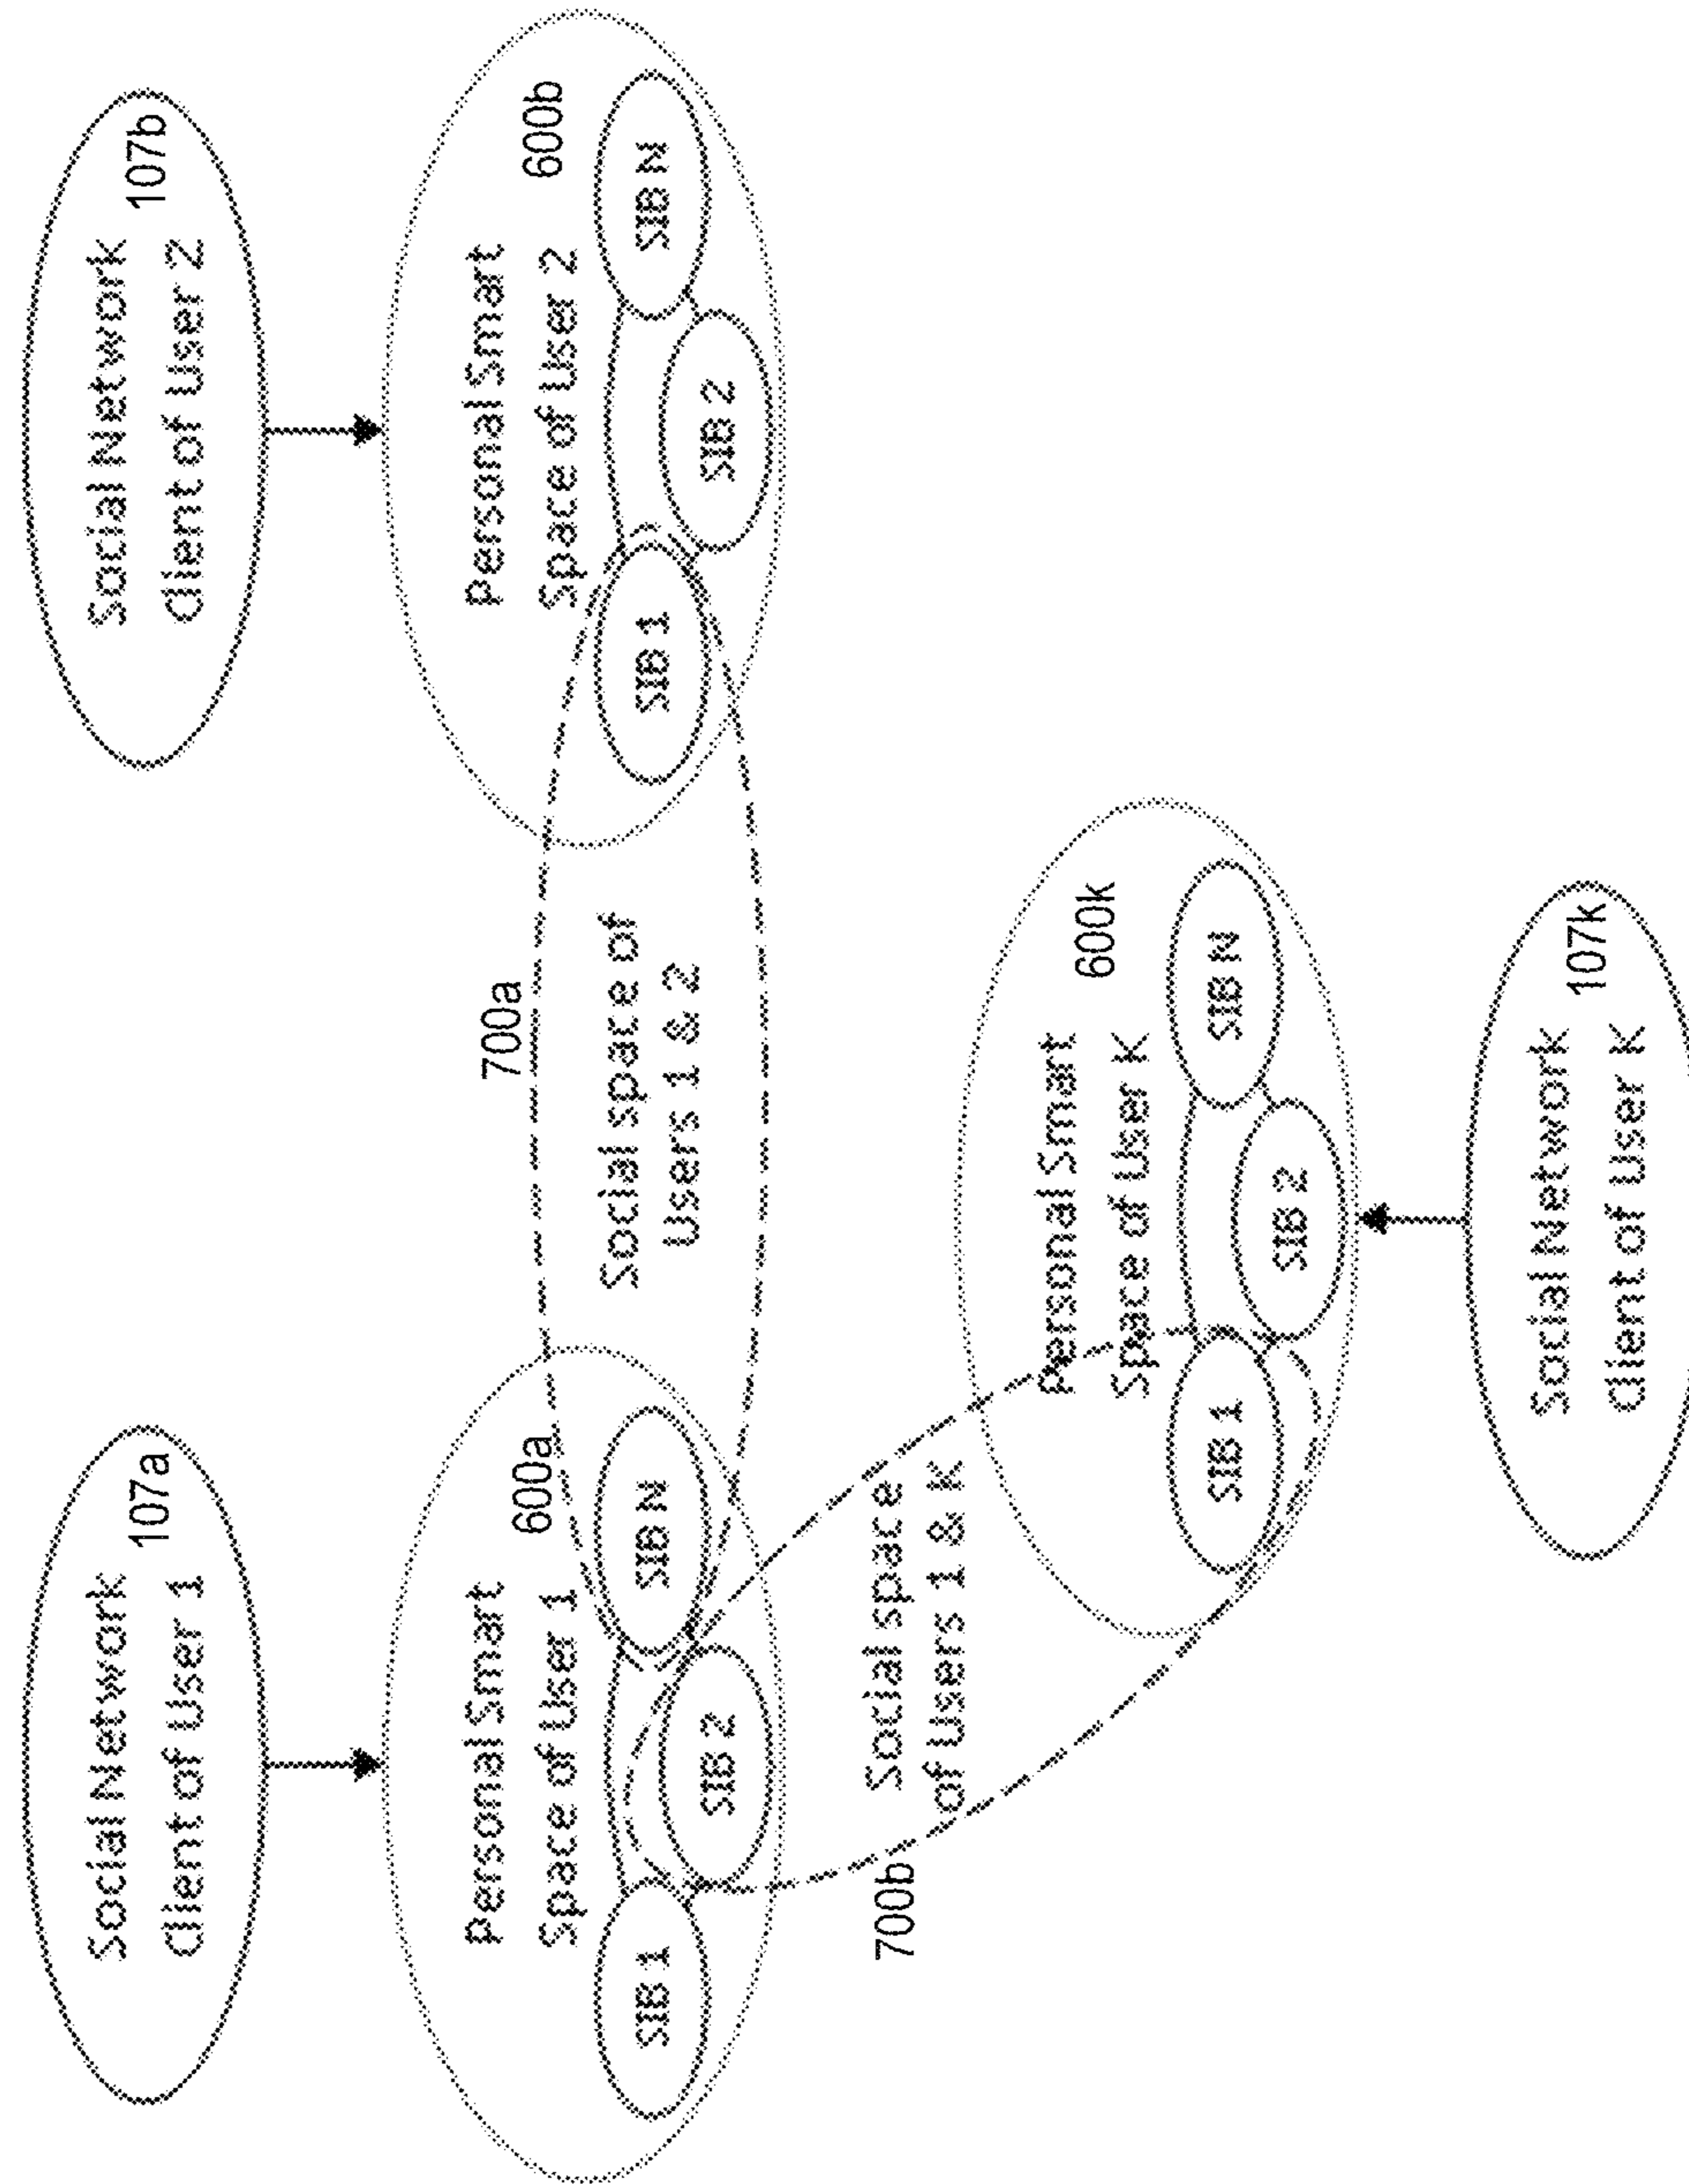 Social Network
Client of User 1
107a
Social Network
Client of User 2
107b
Personal Smart
Space of User 1
600a
SIB 1
SIB 2
SIB N
700a
Social space of
Users 1 & 2
Personal Smart
Space of User 2
600b
SIB 1
SIB 2
SIB N
700b
Social space
of Users 1 & K
Personal Smart
Space of User K
600k
SIB 1
SIB 2
SIB N
Social Network
Client of User K
107k